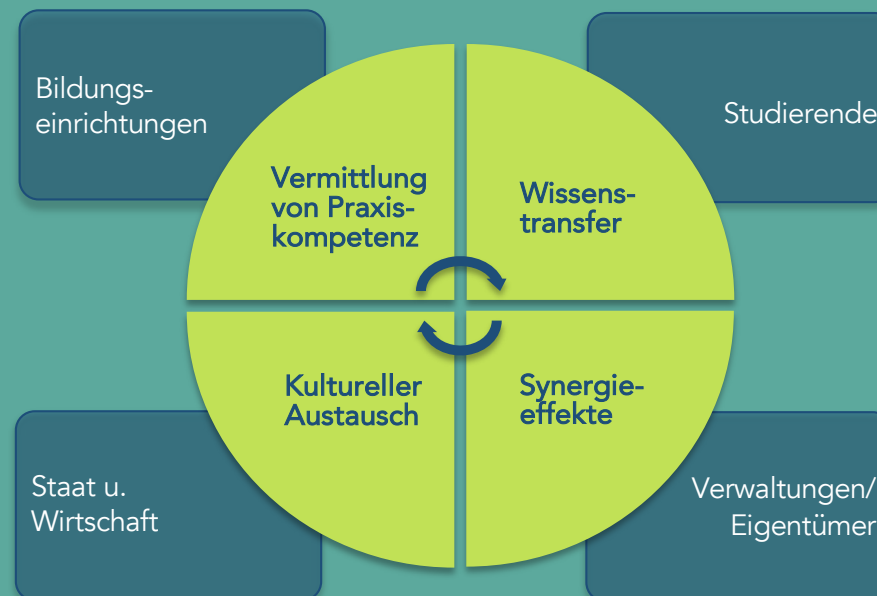 Bildungs-
einrichtungen
Studierende
Vermittlung
von Praxis-
kompetenz
Wissens-
transfer
Kultureller
Austausch
Synergie-
effekte
Staat u.
Wirtschaft
Verwaltungen/
Eigentümer